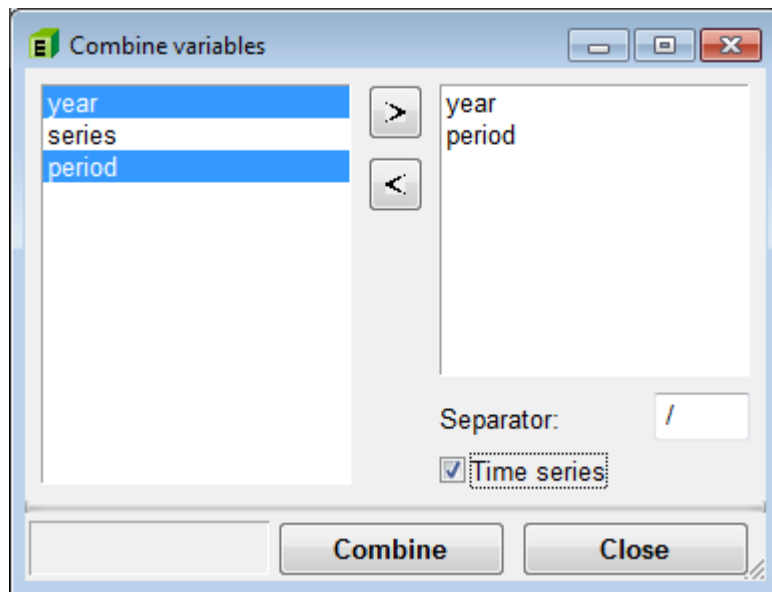 E Combine variables
year
series
period
>
<
year
period
Separator: /
Time series
Combine
Close